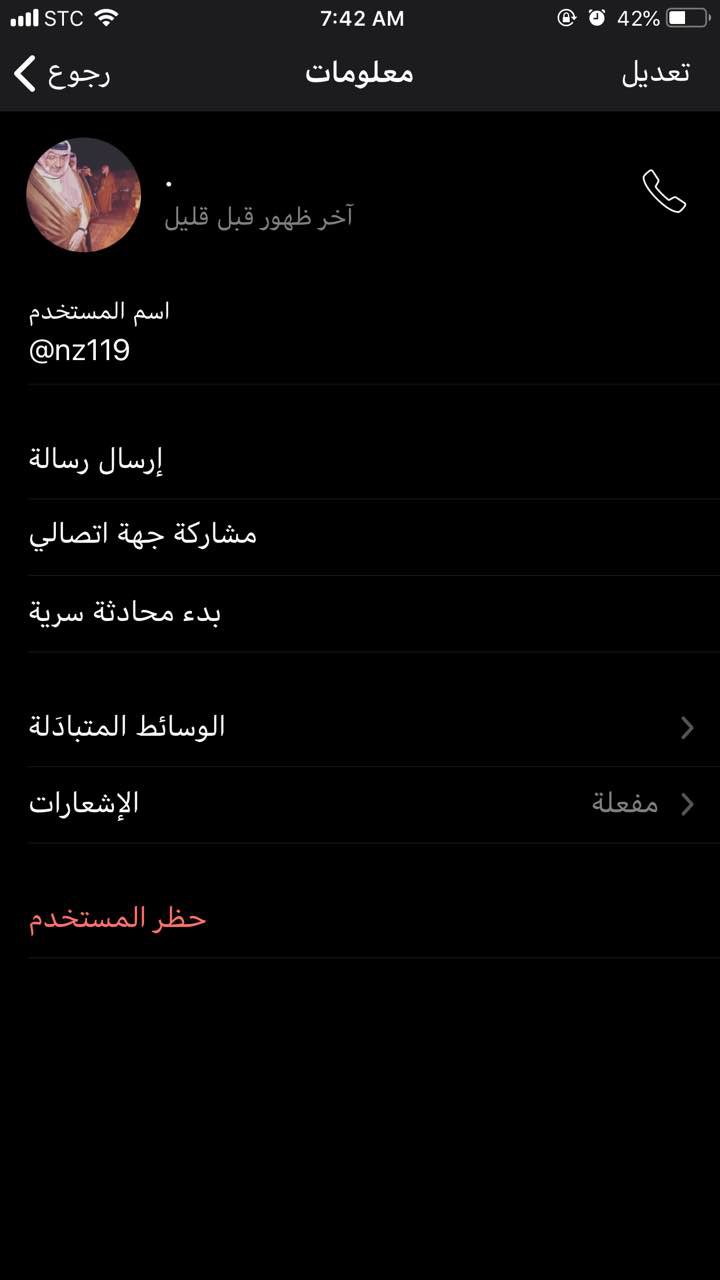 STC 7:42 AM 42%
رجوع معلومات تعديل
.
آخر ظهور قبل قليل
اسم المستخدم
@nz119
إرسال رسالة
مشاركة جهة اتصالي
بدء محادثة سرية
الوسائط المتبادَلة
الإشعارات مفعلة
حظر المستخدم